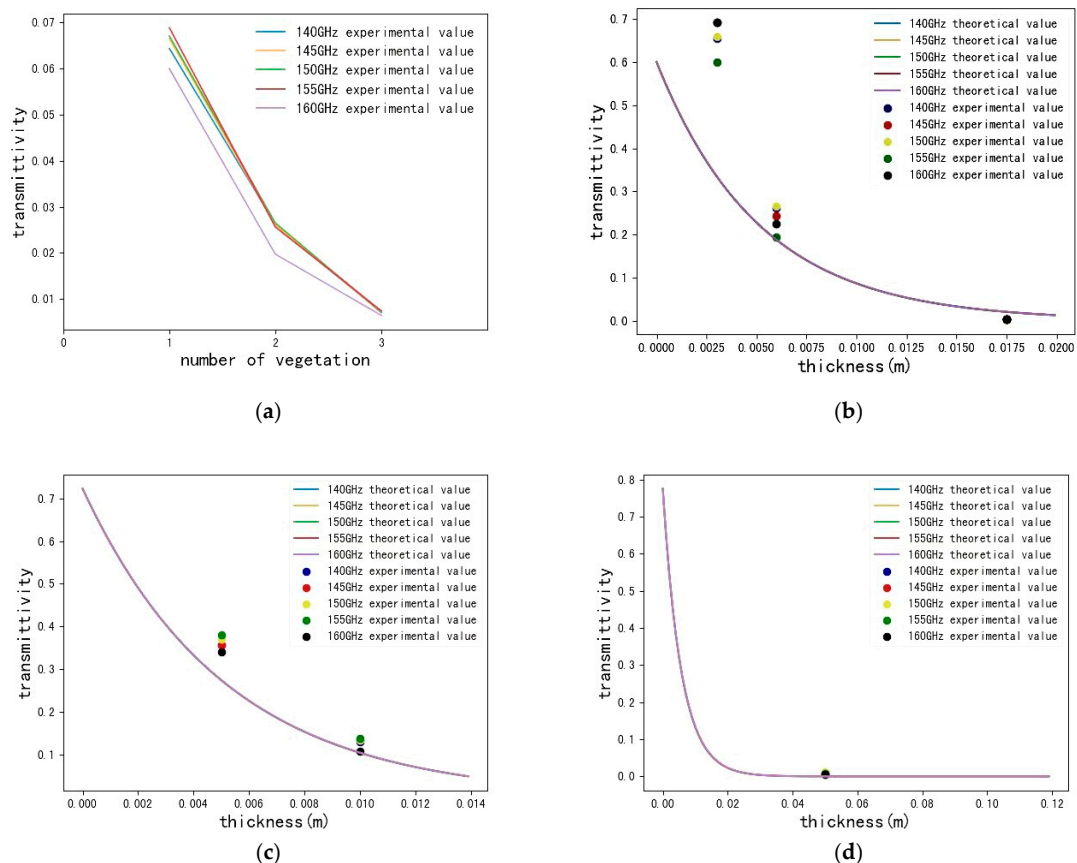 0.07
0.06
0.05
0.04
0.03
0.02
0.01
transmittivity
140GHz experimental value
145GHz experimental value
150GHz experimental value
155GHz experimental value
160GHz experimental value
0 1 2 3
number of vegetation
(a)
0.7
0.6
0.5
0.4
0.3
0.2
0.1
0.0
transmittivity
140GHz theoretical value
145GHz theoretical value
150GHz theoretical value
155GHz theoretical value
160GHz theoretical value
140GHz experimental value
145GHz experimental value
150GHz experimental value
155GHz experimental value
160GHz experimental value
0.0000 0.0025 0.0050 0.0075 0.0100 0.0125 0.0150 0.0175 0.0200
thickness(m)
(b)
0.7
0.6
0.5
0.4
0.3
0.2
0.1
transmittivity
140GHz theoretical value
145GHz theoretical value
150GHz theoretical value
155GHz theoretical value
160GHz theoretical value
140GHz experimental value
145GHz experimental value
150GHz experimental value
155GHz experimental value
160GHz experimental value
0.000 0.002 0.004 0.006 0.008 0.010 0.012 0.014
thickness(m)
(c)
0.8
0.7
0.6
0.5
0.4
0.3
0.2
0.1
0.0
transmittivity
140GHz theoretical value
145GHz theoretical value
150GHz theoretical value
155GHz theoretical value
160GHz theoretical value
140GHz experimental value
145GHz experimental value
150GHz experimental value
155GHz experimental value
160GHz experimental value
0.00 0.02 0.04 0.06 0.08 0.10 0.12
thickness(m)
(d)